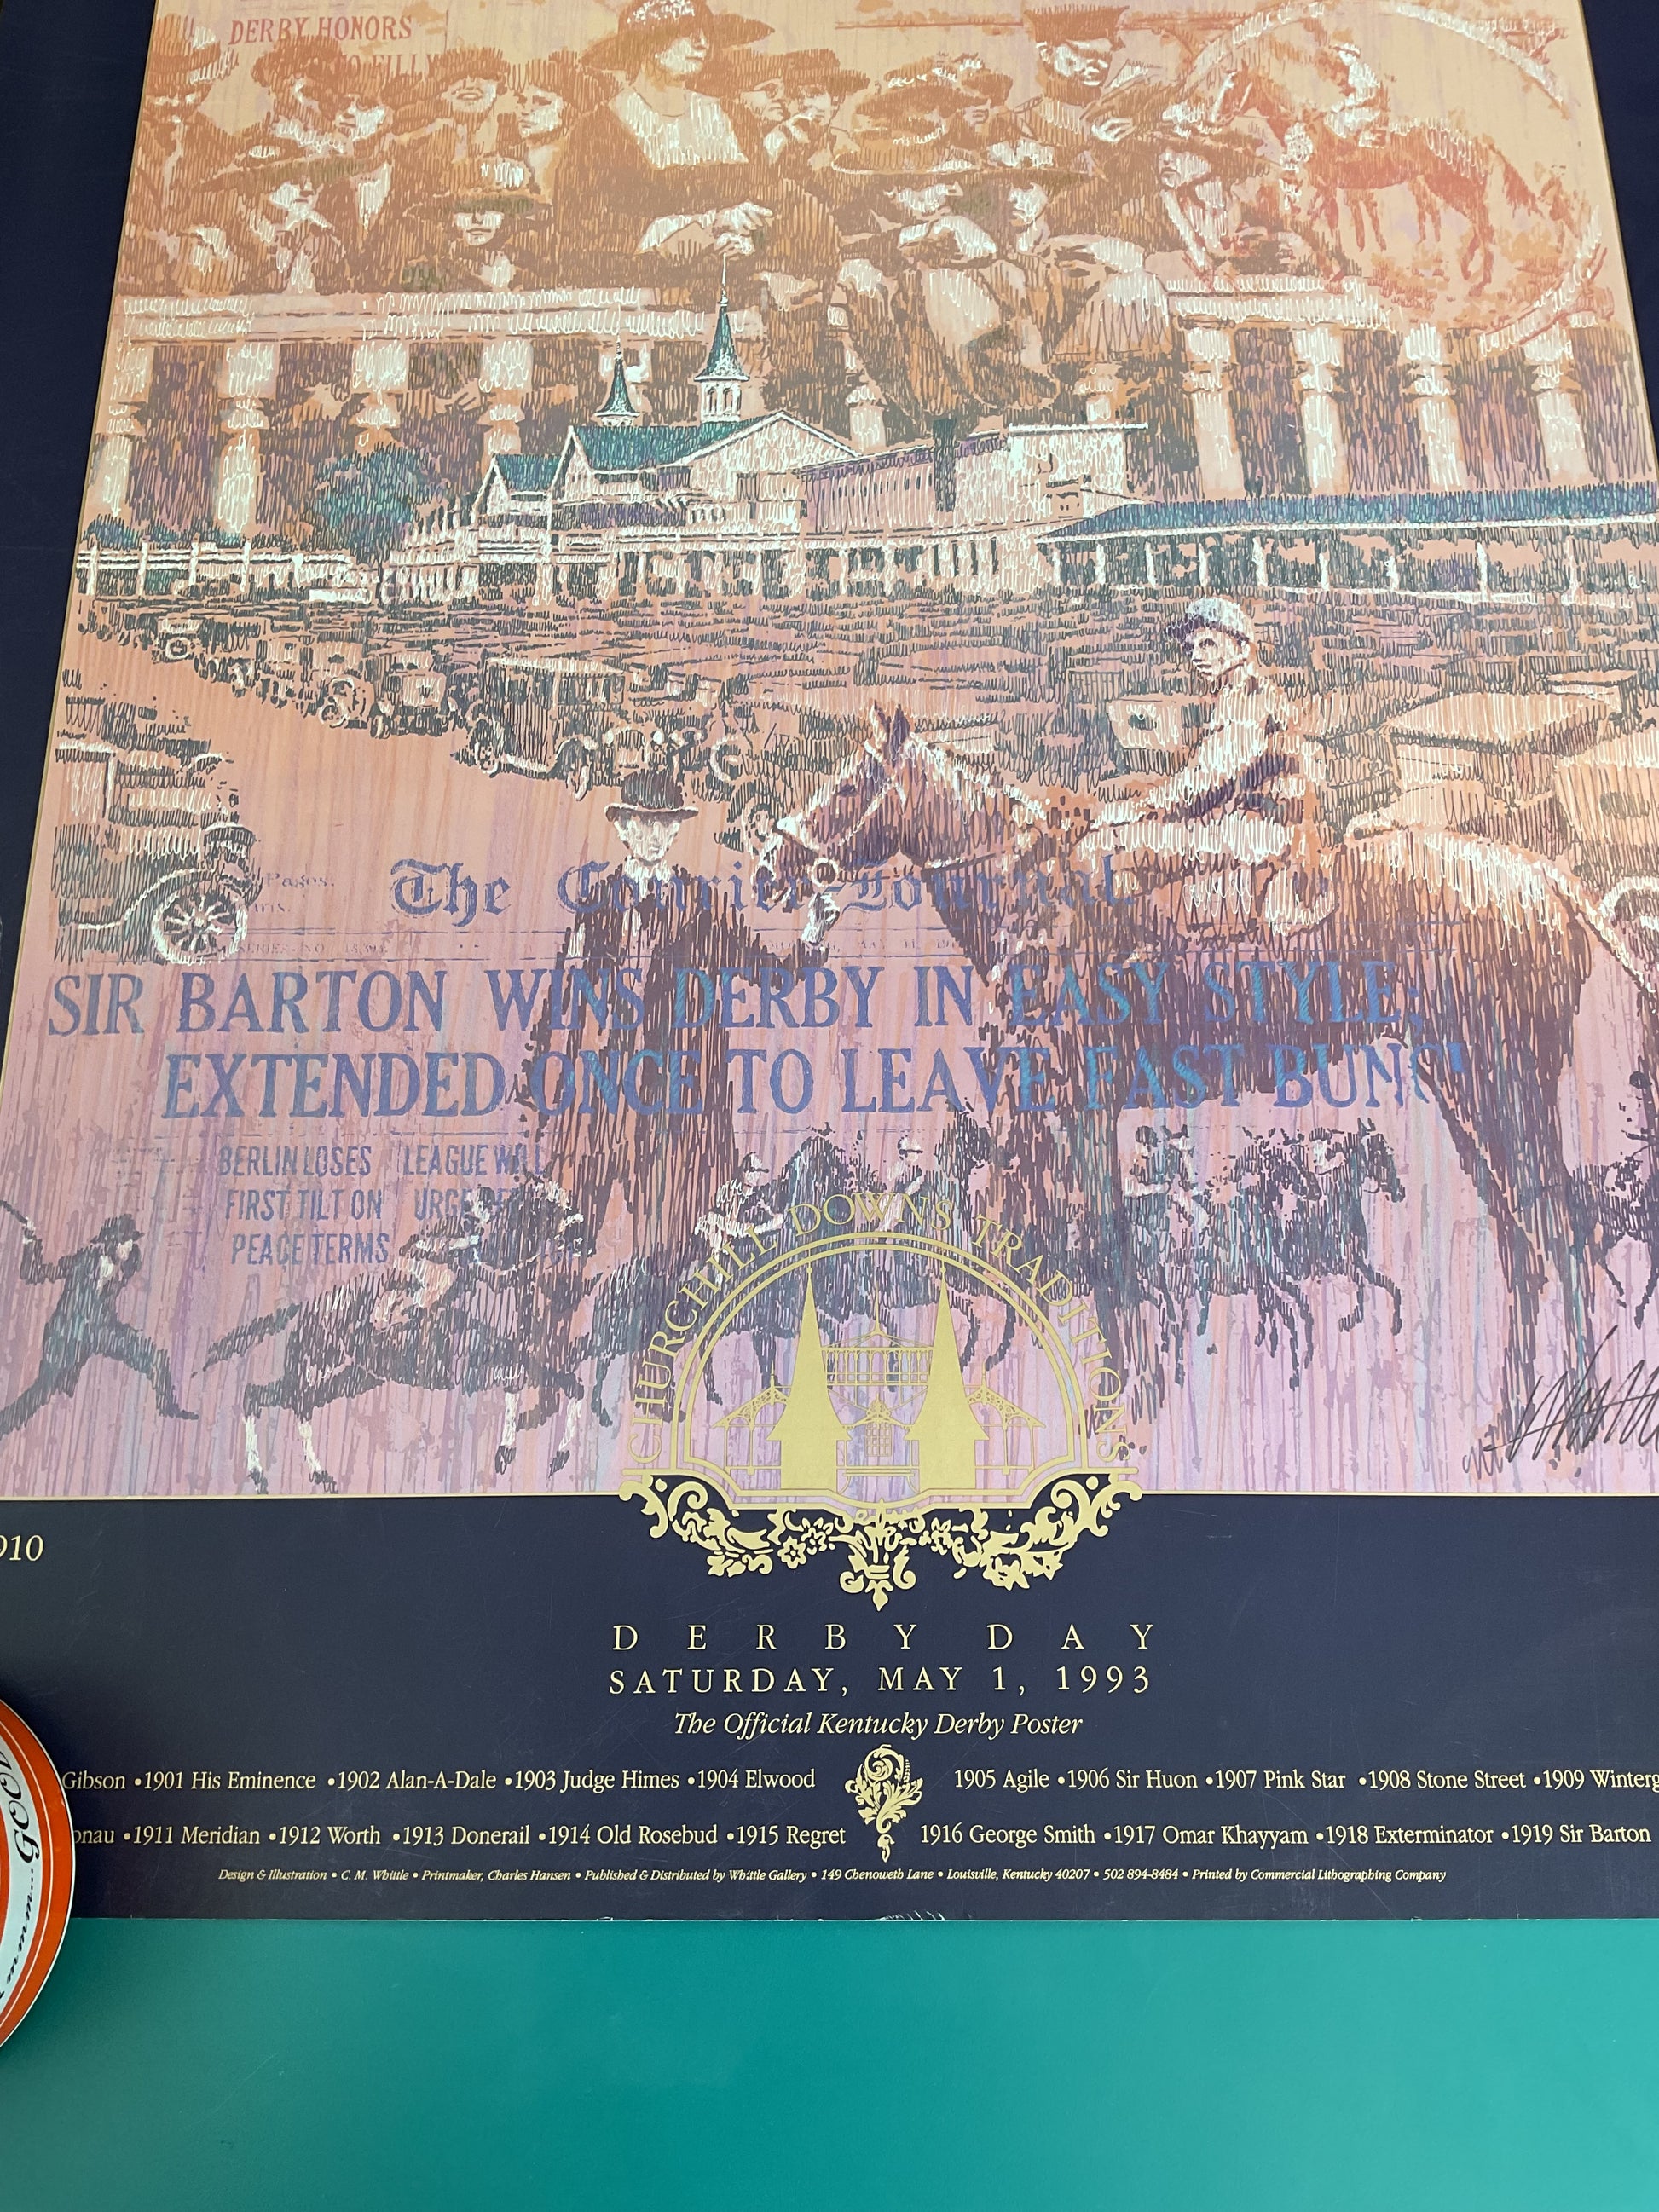 DERBY HONORS
TO FILLY
Pages.
The Courier-Journal
SIR BARTON WINS DERBY IN EASY STYLE;
EXTENDED ONCE TO LEAVE FAST BUNC
BERLIN LOSES LEAGUE WILL
FIRST TILT ON URGE
PEACE TERMS
CHURCHILL DOWNS TRADITIONS
910
DERBY DAY
SATURDAY, MAY 1, 1993
The Official Kentucky Derby Poster
Gibson •1901 His Eminence •1902 Alan-A-Dale •1903 Judge Himes •1904 Elwood 1905 Agile •1906 Sir Huon •1907 Pink Star •1908 Stone Street •1909 Winterg
onau •1911 Meridian •1912 Worth •1913 Donerail •1914 Old Rosebud •1915 Regret 1916 George Smith •1917 Omar Khayyam •1918 Exterminator •1919 Sir Barton
Design & Illustration • C. M. Whittle • Printmaker, Charles Hansen • Published & Distributed by Whittle Gallery • 149 Chenoweth Lane • Louisville, Kentucky 40207 • 502 894-8484 • Printed by Commercial Lithographing Company